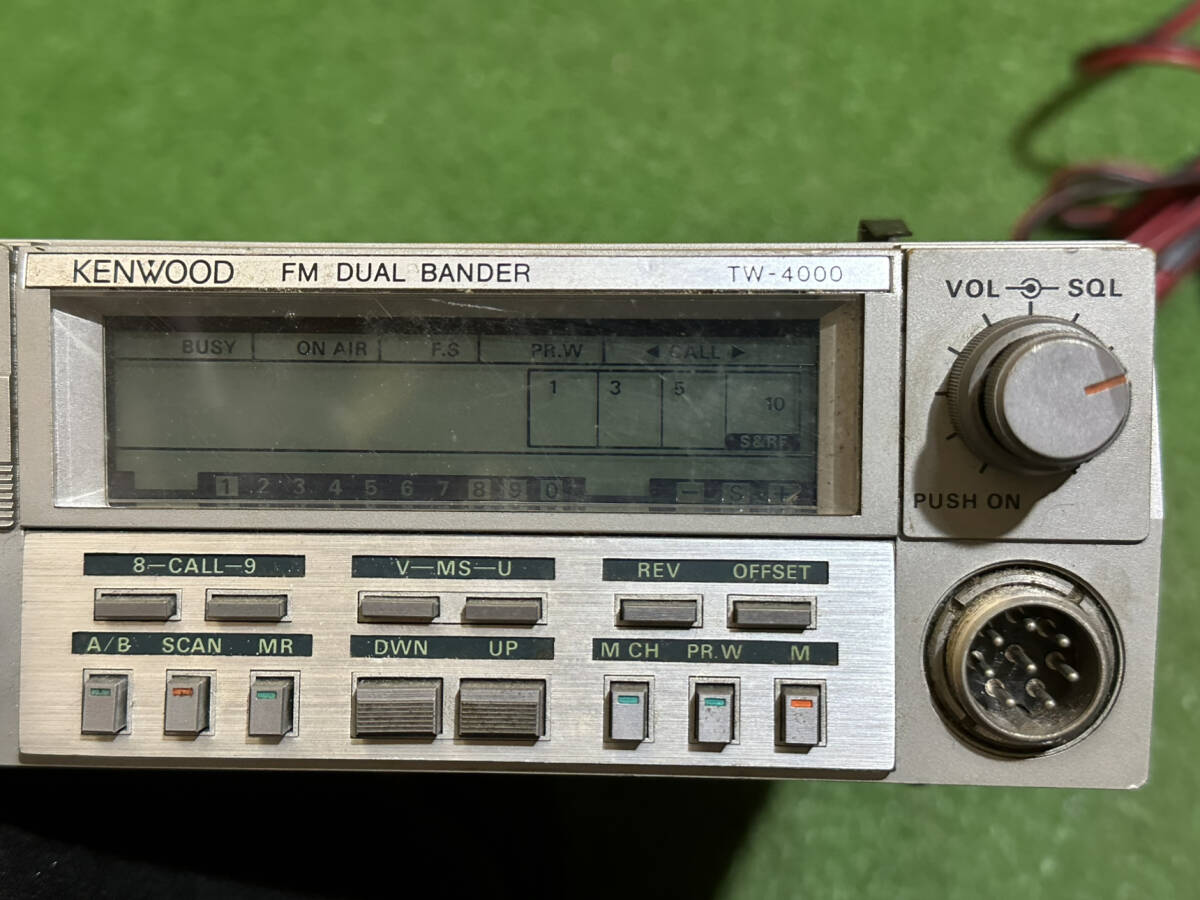 KENWOOD FM DUAL BANDER TW-4000
VOL SQL
BUSY ON AIR F.S PR.W ◄ CALL ►
1 3 5 10
S&RF
1 2 3 4 5 6 7 8 9 0 - S +
PUSH ON
8-CALL-9 V-MS-U REV OFFSET
A/B SCAN MR DWN UP M CH PR.W M